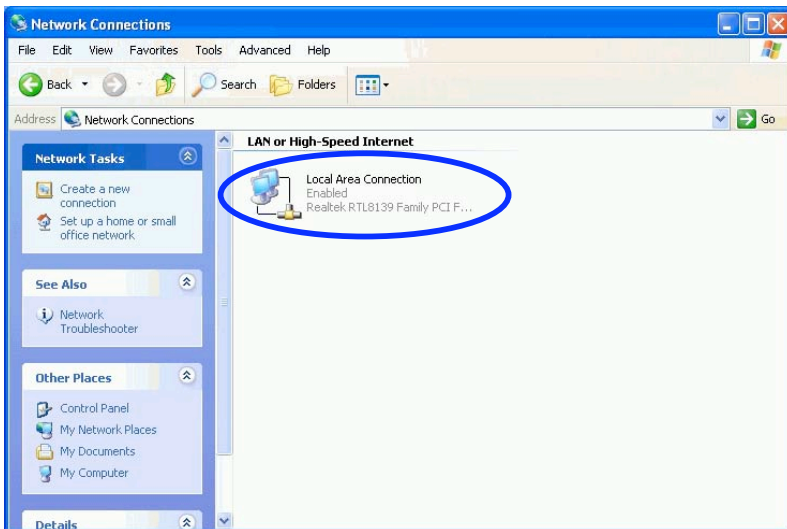 Network Connections
File Edit View Favorites Tools Advanced Help
Back Search Folders
Address Network Connections Go
Network Tasks
Create a new
connection
Set up a home or small
office network
See Also
Network
Troubleshooter
Other Places
Control Panel
My Network Places
My Documents
My Computer
Details
LAN or High-Speed Internet
Local Area Connection
Enabled
Realtek RTL8139 Family PCI F...